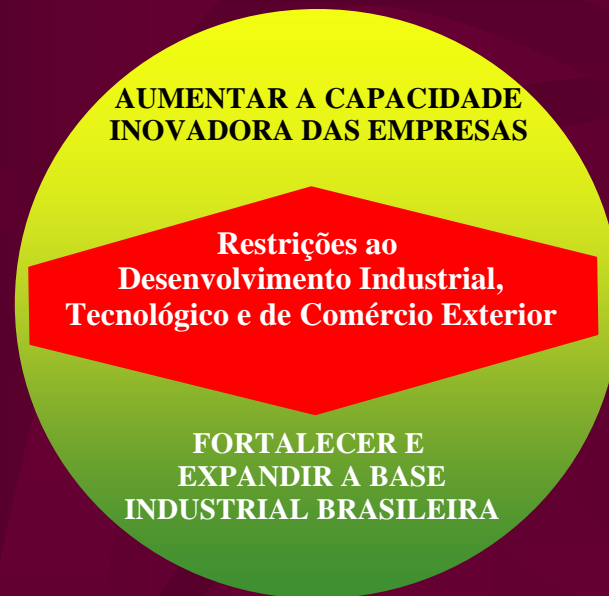 AUMENTAR A CAPACIDADE
INOVADORA DAS EMPRESAS
Restrições ao
Desenvolvimento Industrial,
Tecnológico e de Comércio Exterior
FORTALECER E
EXPANDIR A BASE
INDUSTRIAL BRASILEIRA